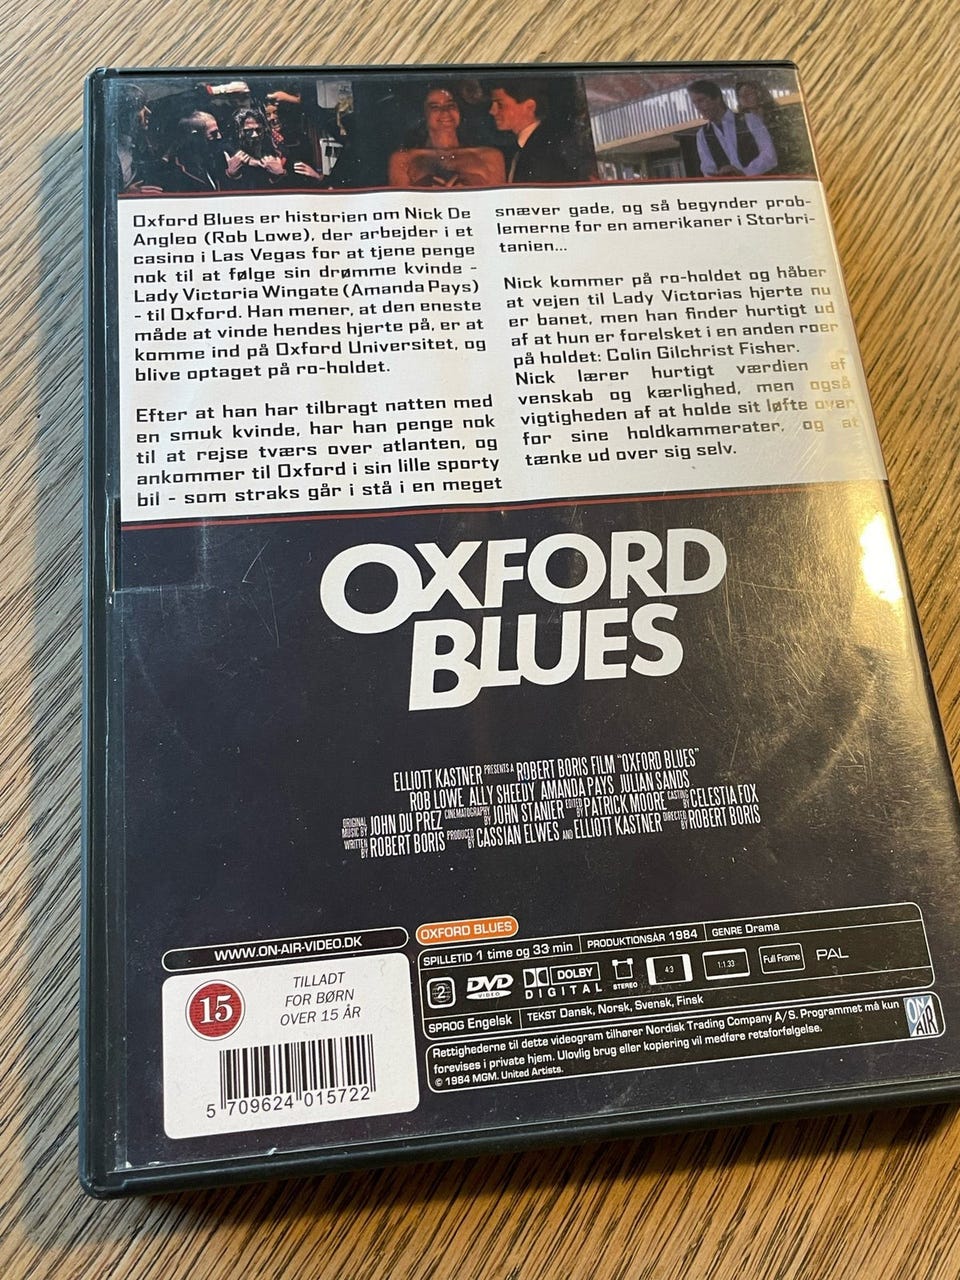 Oxford Blues er historien om Nick De
Angleo (Rob Lowe), der arbejder i et
casino i Las Vegas for at tjene penge
nok til at følge sin drømme kvinde -
Lady Victoria Wingate (Amanda Pays)
- til Oxford. Han mener, at den eneste
måde at vinde hendes hjerte på, er at
komme ind på Oxford Universitet, og
blive optaget på ro-holdet.
Efter at han har tilbragt natten med
en smuk kvinde, har han penge nok
til at rejse tværs over atlanten, og
ankommer til Oxford i sin lille sporty
bil - som straks går i stå i en meget
snæver gade, og så begynder prob-
lemerne for en amerikaner i Storbri-
tanien...
Nick kommer på ro-holdet og håber
at vejen til Lady Victorias hjerte nu
er banet, men han finder hurtigt ud
af at hun er forelsket i en anden roer
på holdet: Colin Gilchrist Fisher.
Nick lærer hurtigt værdien af
venskab og kærlighed, men også
vigtigheden af at holde sit løfte over
for sine holdkammerater, og at
tænke ud over sig selv.
OXFORD
BLUES
ELLIOTT KASTNER PRESENTS A ROBERT BORIS FILM "OXFORD BLUES"
ROB LOWE ALLY SHEEDY AMANDA PAYS JULIAN SANDS
ORIGINAL MUSIC BY JOHN DU PREZ CINEMATOGRAPHY BY JOHN STANIER EDITED BY PATRICK MOORE CASTING BY CELESTIA FOX
WRITTEN BY ROBERT BORIS PRODUCED BY CASSIAN ELWES AND ELLIOTT KASTNER DIRECTED BY ROBERT BORIS
WWW.ON-AIR-VIDEO.DK
15
TILLADT
FOR BØRN
OVER 15 ÅR
5 709624 015722
OXFORD BLUES
SPILLETID 1 time og 33 min PRODUKTIONSÅR 1984 GENRE Drama
2 DVD VIDEO DOLBY DIGITAL STEREO 4:3 1:1.33 Full Frame PAL
SPROG Engelsk TEKST Dansk, Norsk, Svensk, Finsk
Rettighederne til dette videogram tilhører Nordisk Trading Company A/S. Programmet må kun
forevises i private hjem. Ulovlig brug eller kopiering vil medføre retsforfølgelse.
© 1984 MGM. United Artists.
ON AIR